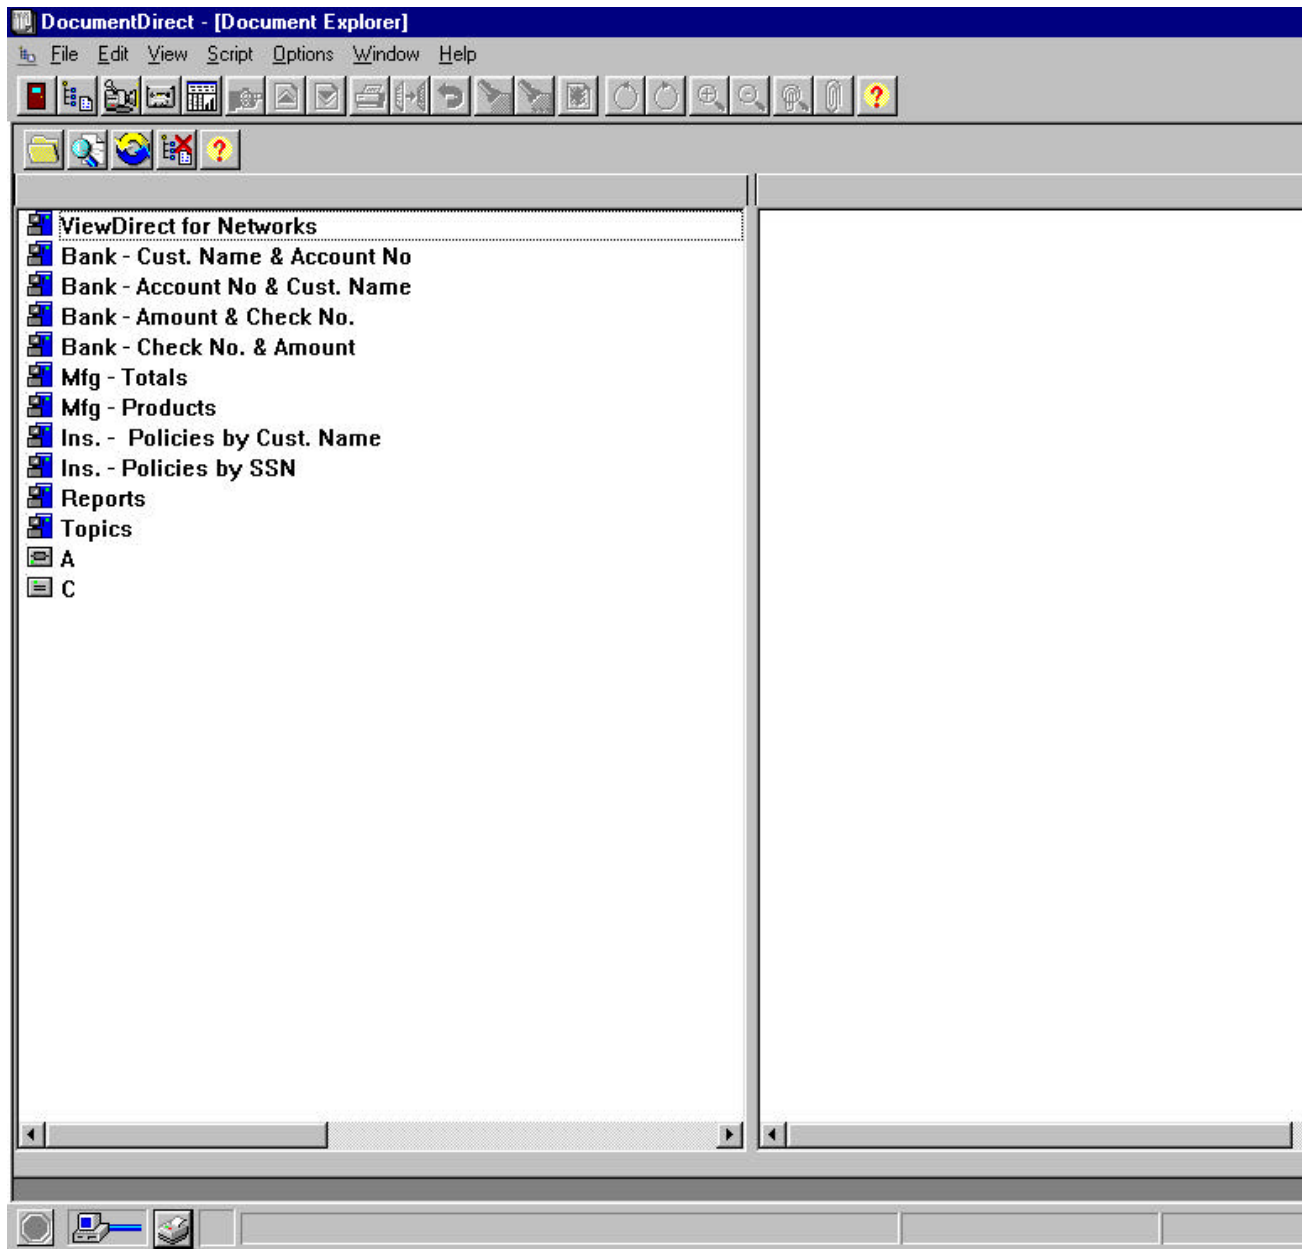 DocumentDirect - [Document Explorer]
File Edit View Script Options Window Help
ViewDirect for Networks
Bank - Cust. Name & Account No
Bank - Account No & Cust. Name
Bank - Amount & Check No.
Bank - Check No. & Amount
Mfg - Totals
Mfg - Products
Ins. -  Policies by Cust. Name
Ins. - Policies by SSN
Reports
Topics
A
C